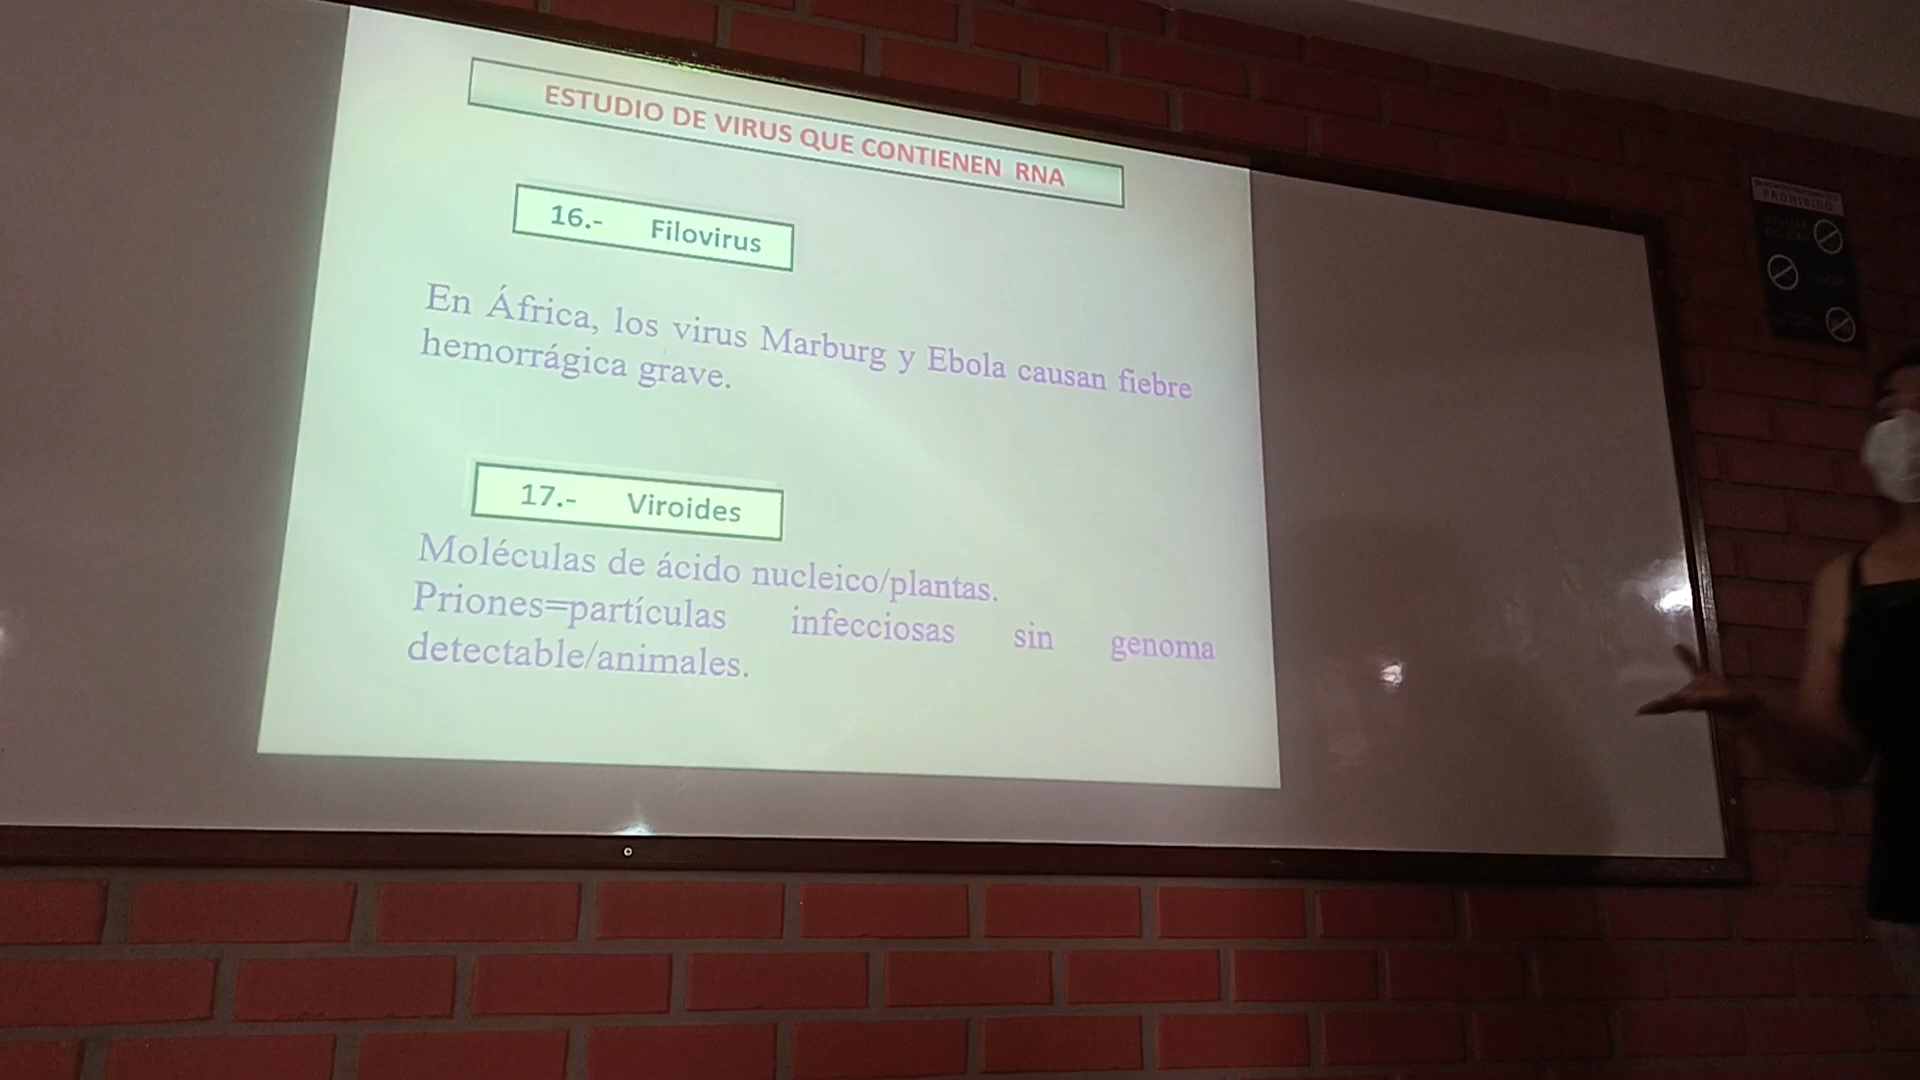 ESTUDIO DE VIRUS QUE CONTIENEN RNA
16.- Filovirus
En África, los virus Marburg y Ebola causan fiebre
hemorrágica grave.
17.- Viroides
Moléculas de ácido nucleico/plantas.
Priones=partículas infecciosas sin genoma
detectable/animales.
PROHIBIDO